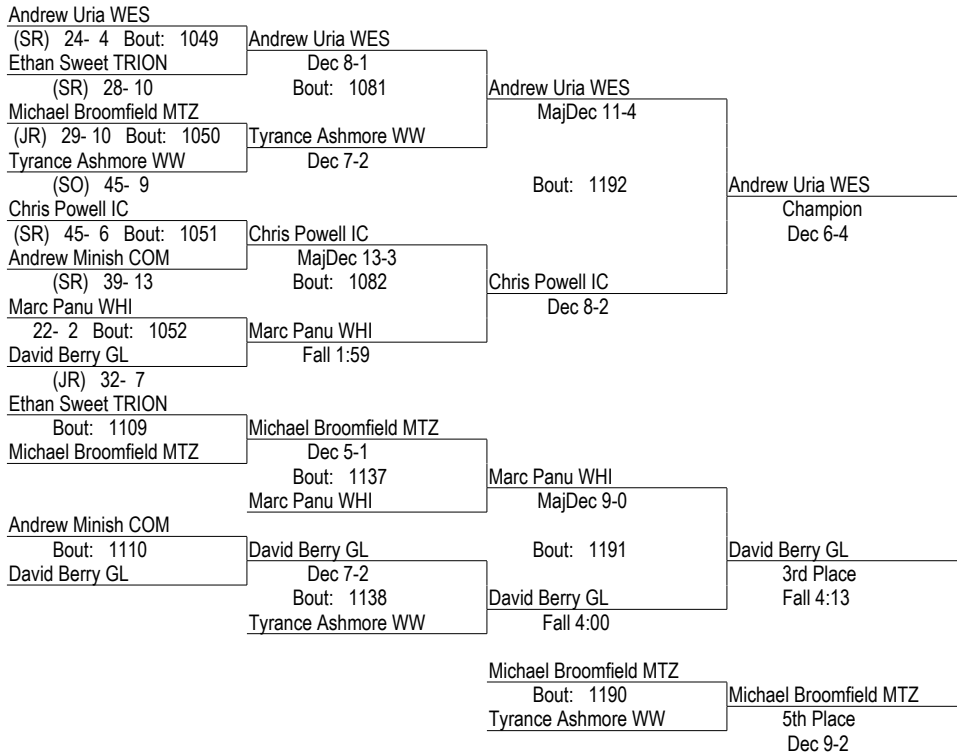 Andrew Uria WES
(SR) 24- 4 Bout: 1049
Andrew Uria WES
Ethan Sweet TRION
Dec 8-1
(SR) 28- 10
Bout: 1081
Andrew Uria WES
Michael Broomfield MTZ
MajDec 11-4
(JR) 29- 10 Bout: 1050
Tyrance Ashmore WW
Tyrance Ashmore WW
Dec 7-2
(SO) 45- 9
Bout: 1192
Andrew Uria WES
Chris Powell IC
Champion
(SR) 45- 6 Bout: 1051
Chris Powell IC
Dec 6-4
Andrew Minish COM
MajDec 13-3
(SR) 39- 13
Bout: 1082
Chris Powell IC
Marc Panu WHI
Dec 8-2
22- 2 Bout: 1052
Marc Panu WHI
David Berry GL
Fall 1:59
(JR) 32- 7
Ethan Sweet TRION
Bout: 1109
Michael Broomfield MTZ
Michael Broomfield MTZ
Dec 5-1
Bout: 1137
Marc Panu WHI
Marc Panu WHI
MajDec 9-0
Andrew Minish COM
Bout: 1110
David Berry GL
Bout: 1191
David Berry GL
David Berry GL
Dec 7-2
3rd Place
Bout: 1138
David Berry GL
Fall 4:13
Tyrance Ashmore WW
Fall 4:00
Michael Broomfield MTZ
Bout: 1190
Michael Broomfield MTZ
Tyrance Ashmore WW
5th Place
Dec 9-2